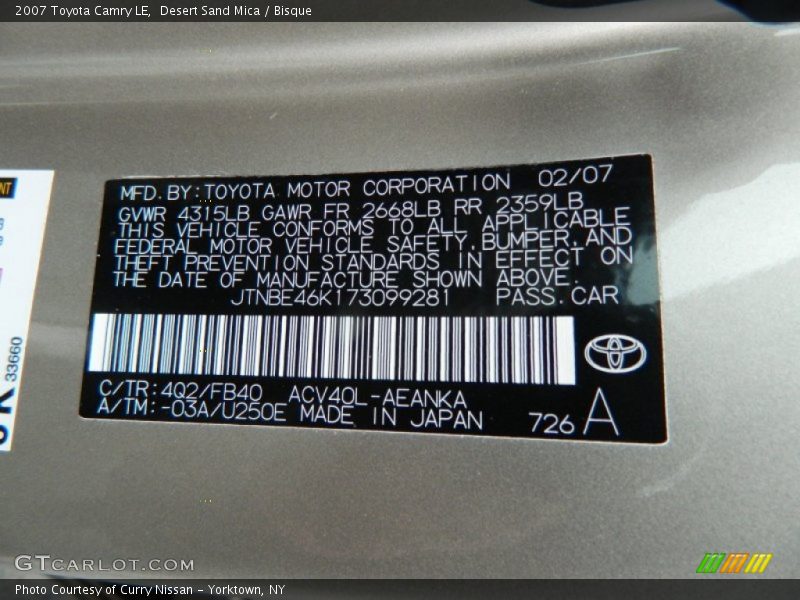 2007 Toyota Camry LE, Desert Sand Mica / Bisque
NT
33660
MFD. BY: TOYOTA MOTOR CORPORATION 02/07
GVWR 4315LB GAWR FR 2668LB RR 2359LB
THIS VEHICLE CONFORMS TO ALL APPLICABLE
FEDERAL MOTOR VEHICLE SAFETY, BUMPER, AND
THEFT PREVENTION STANDARDS IN EFFECT ON
THE DATE OF MANUFACTURE SHOWN ABOVE.
JTNBE46K173099281 PASS. CAR
C/TR: 4Q2/FB40 ACV40L-AEANKA
A/TM: -03A/U250E MADE IN JAPAN 726 A
GTCARLOT.COM
Photo Courtesy of Curry Nissan - Yorktown, NY